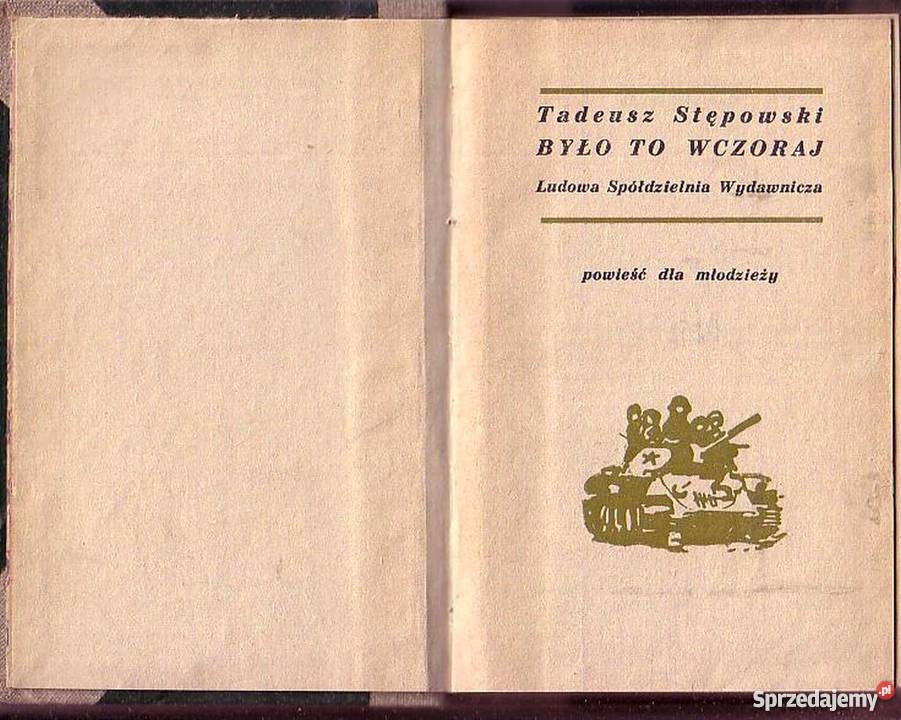 Tadeusz Stępowski
BYŁO TO WCZORAJ
Ludowa Spółdzielnia Wydawnicza
powieść dla młodzieży
Sprzedajemy.pl